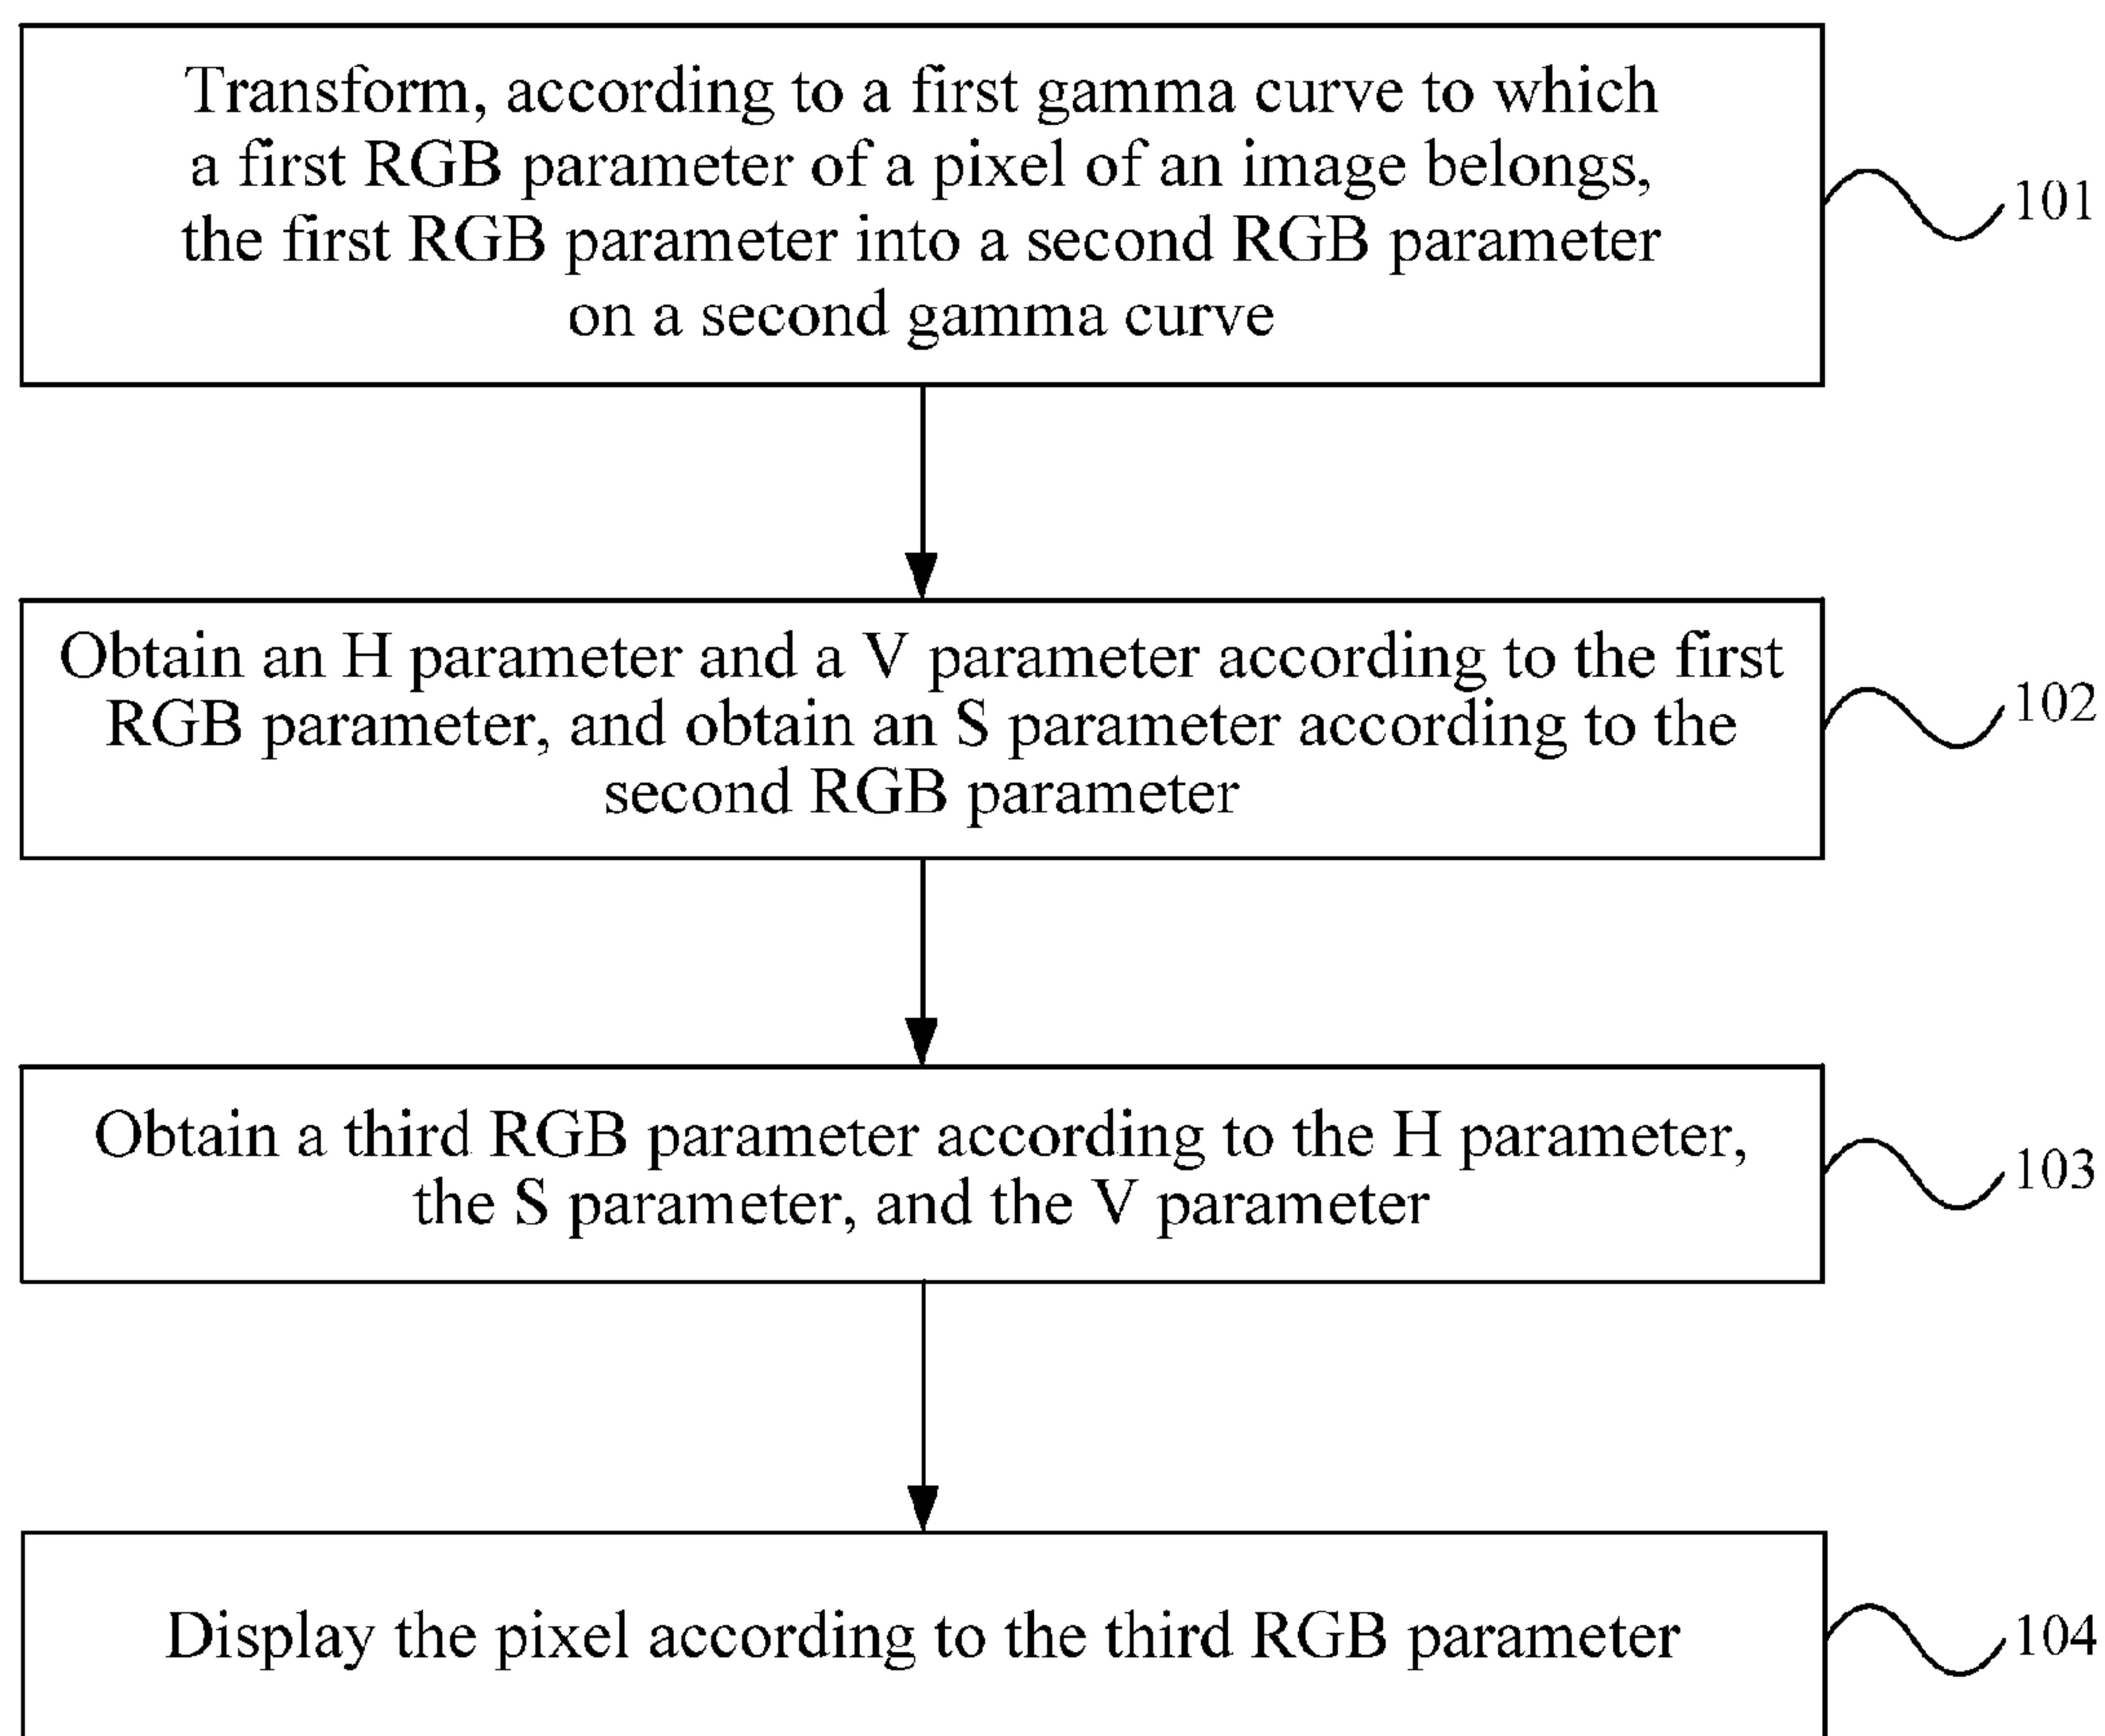 Transform, according to a first gamma curve to which
a first RGB parameter of a pixel of an image belongs,
the first RGB parameter into a second RGB parameter
on a second gamma curve
101
Obtain an H parameter and a V parameter according to the first
RGB parameter, and obtain an S parameter according to the
second RGB parameter
102
Obtain a third RGB parameter according to the H parameter,
the S parameter, and the V parameter
103
Display the pixel according to the third RGB parameter
104